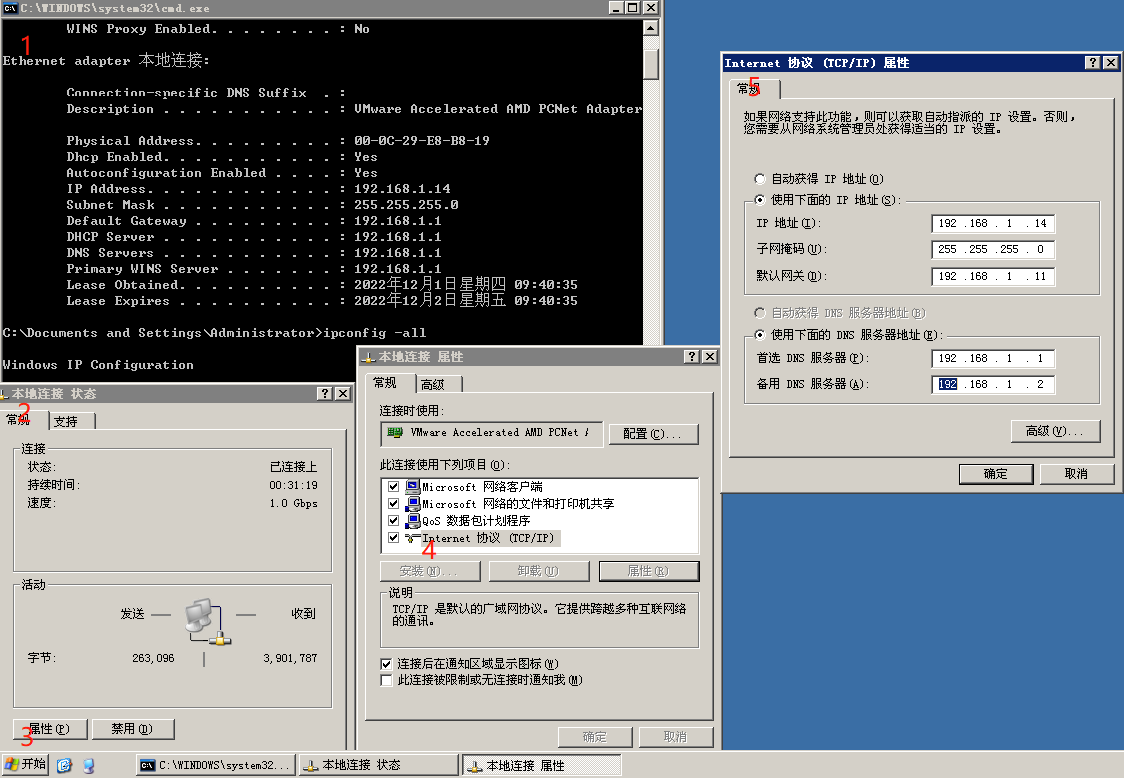 C:\WINDOWS\system32\cmd.exe
WINS Proxy Enabled. . . . . . . . : No
1
Ethernet adapter 本地连接:
Connection-specific DNS Suffix  . :
Description . . . . . . . . . . . : VMware Accelerated AMD PCNet Adapter
Physical Address. . . . . . . . . : 00-0C-29-E8-B8-19
Dhcp Enabled. . . . . . . . . . . : Yes
Autoconfiguration Enabled . . . . : Yes
IP Address. . . . . . . . . . . . : 192.168.1.14
Subnet Mask . . . . . . . . . . . : 255.255.255.0
Default Gateway . . . . . . . . . : 192.168.1.1
DHCP Server . . . . . . . . . . . : 192.168.1.1
DNS Servers . . . . . . . . . . . : 192.168.1.1
Primary WINS Server . . . . . . . : 192.168.1.1
Lease Obtained. . . . . . . . . . : 2022年12月1日星期四 09:40:35
Lease Expires . . . . . . . . . . : 2022年12月2日星期五 09:40:35
C:\Documents and Settings\Administrator>ipconfig -all
Windows IP Configuration
本地连接 状态
2
常规 支持
连接
状态: 已连接上
持续时间: 00:31:19
速度: 1.0 Gbps
活动
发送 收到
字节: 263,096 3,901,787
3
属性(P) 禁用(D)
本地连接 属性
常规 高级
连接时使用:
VMware Accelerated AMD PCNet 配置(C)...
此连接使用下列项目(O):
Microsoft 网络客户端
Microsoft 网络的文件和打印机共享
QoS 数据包计划程序
Internet 协议 (TCP/IP)
4
安装(N)... 卸载(U) 属性(R)
说明
TCP/IP 是默认的广域网协议。它提供跨越多种互联网络
的通讯。
连接后在通知区域显示图标(W)
此连接被限制或无连接时通知我(M)
确定 取消
Internet 协议 (TCP/IP) 属性
5
常规
如果网络支持此功能，则可以获取自动指派的 IP 设置。否则，
您需要从网络系统管理员处获得适当的 IP 设置。
自动获得 IP 地址(O)
使用下面的 IP 地址(S):
IP 地址(I): 192 .168 . 1 . 14
子网掩码(U): 255 .255 .255 . 0
默认网关(D): 192 .168 . 1 . 11
自动获得 DNS 服务器地址(B)
使用下面的 DNS 服务器地址(E):
首选 DNS 服务器(P): 192 .168 . 1 . 1
备用 DNS 服务器(A): 192 .168 . 1 . 2
高级(V)...
确定 取消
开始 C:\WINDOWS\system32... 本地连接 状态 本地连接 属性